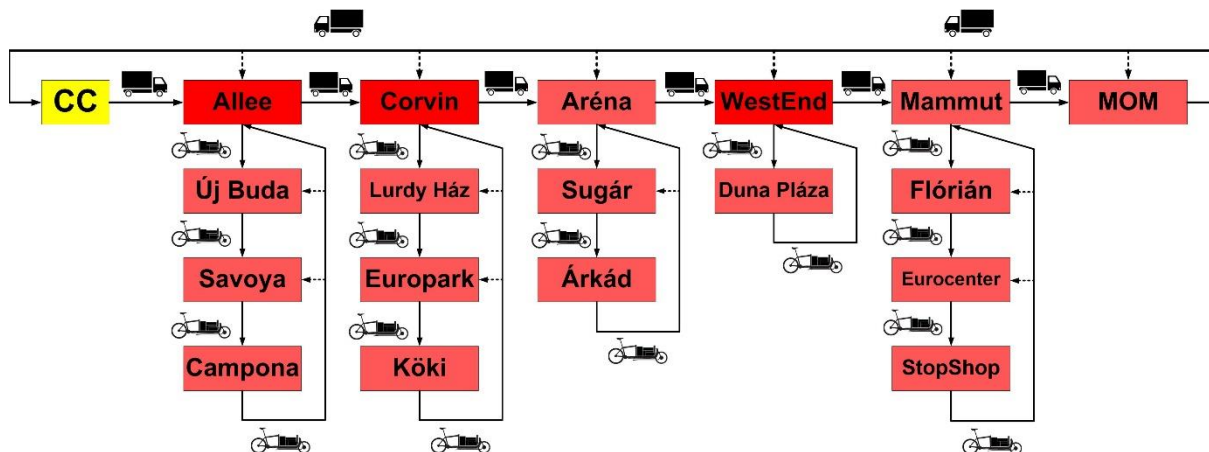 CC
Allee
Corvin
Aréna
WestEnd
Mammut
MOM
Új Buda
Lurdy Ház
Sugár
Duna Pláza
Flórián
Savoya
Europark
Árkád
Eurocenter
Campona
Köki
StopShop